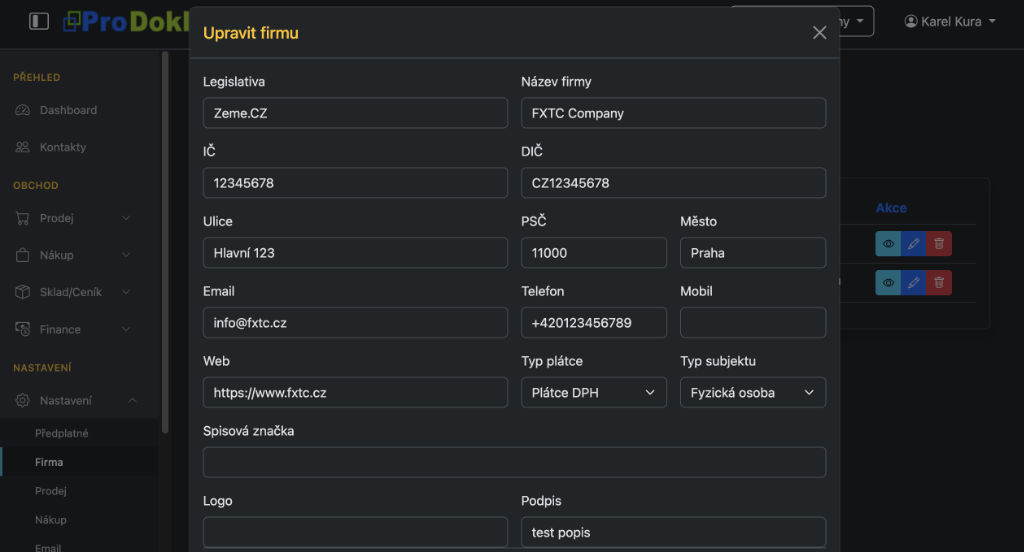 ProDokl
Upravit firmu
ny
Karel Kura
PŘEHLED
Dashboard
Kontakty
OBCHOD
Prodej
Nákup
Sklad/Ceník
Finance
NASTAVENÍ
Nastavení
Předplatné
Firma
Prodej
Nákup
Email
Legislativa
Název firmy
Zeme.CZ
FXTC Company
IČ
DIČ
12345678
CZ12345678
Ulice
PSČ
Město
Hlavní 123
11000
Praha
Email
Telefon
Mobil
info@fxtc.cz
+420123456789
Web
Typ plátce
Typ subjektu
https://www.fxtc.cz
Plátce DPH
Fyzická osoba
Spisová značka
Logo
Podpis
test popis
Akce